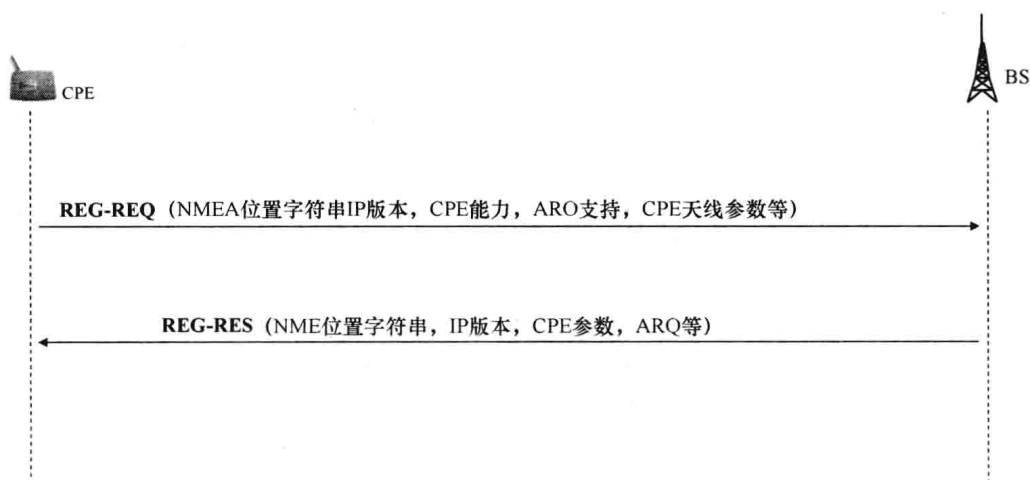 CPE
BS
REG-REQ（NMEA位置字符串IP版本，CPE能力，ARO支持，CPE天线参数等）
REG-RES（NME位置字符串，IP版本，CPE参数，ARQ等）